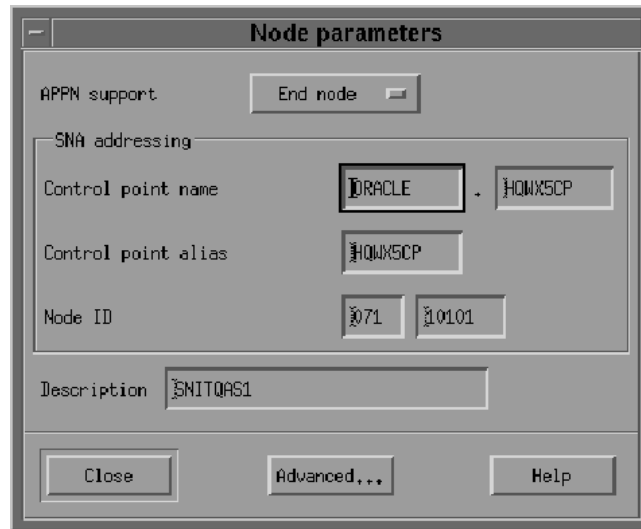 Node parameters
APPN support End node
SNA addressing
Control point name ORACLE . HQWX5CP
Control point alias HQWX5CP
Node ID 071 10101
Description SNITQAS1
Close Advanced... Help